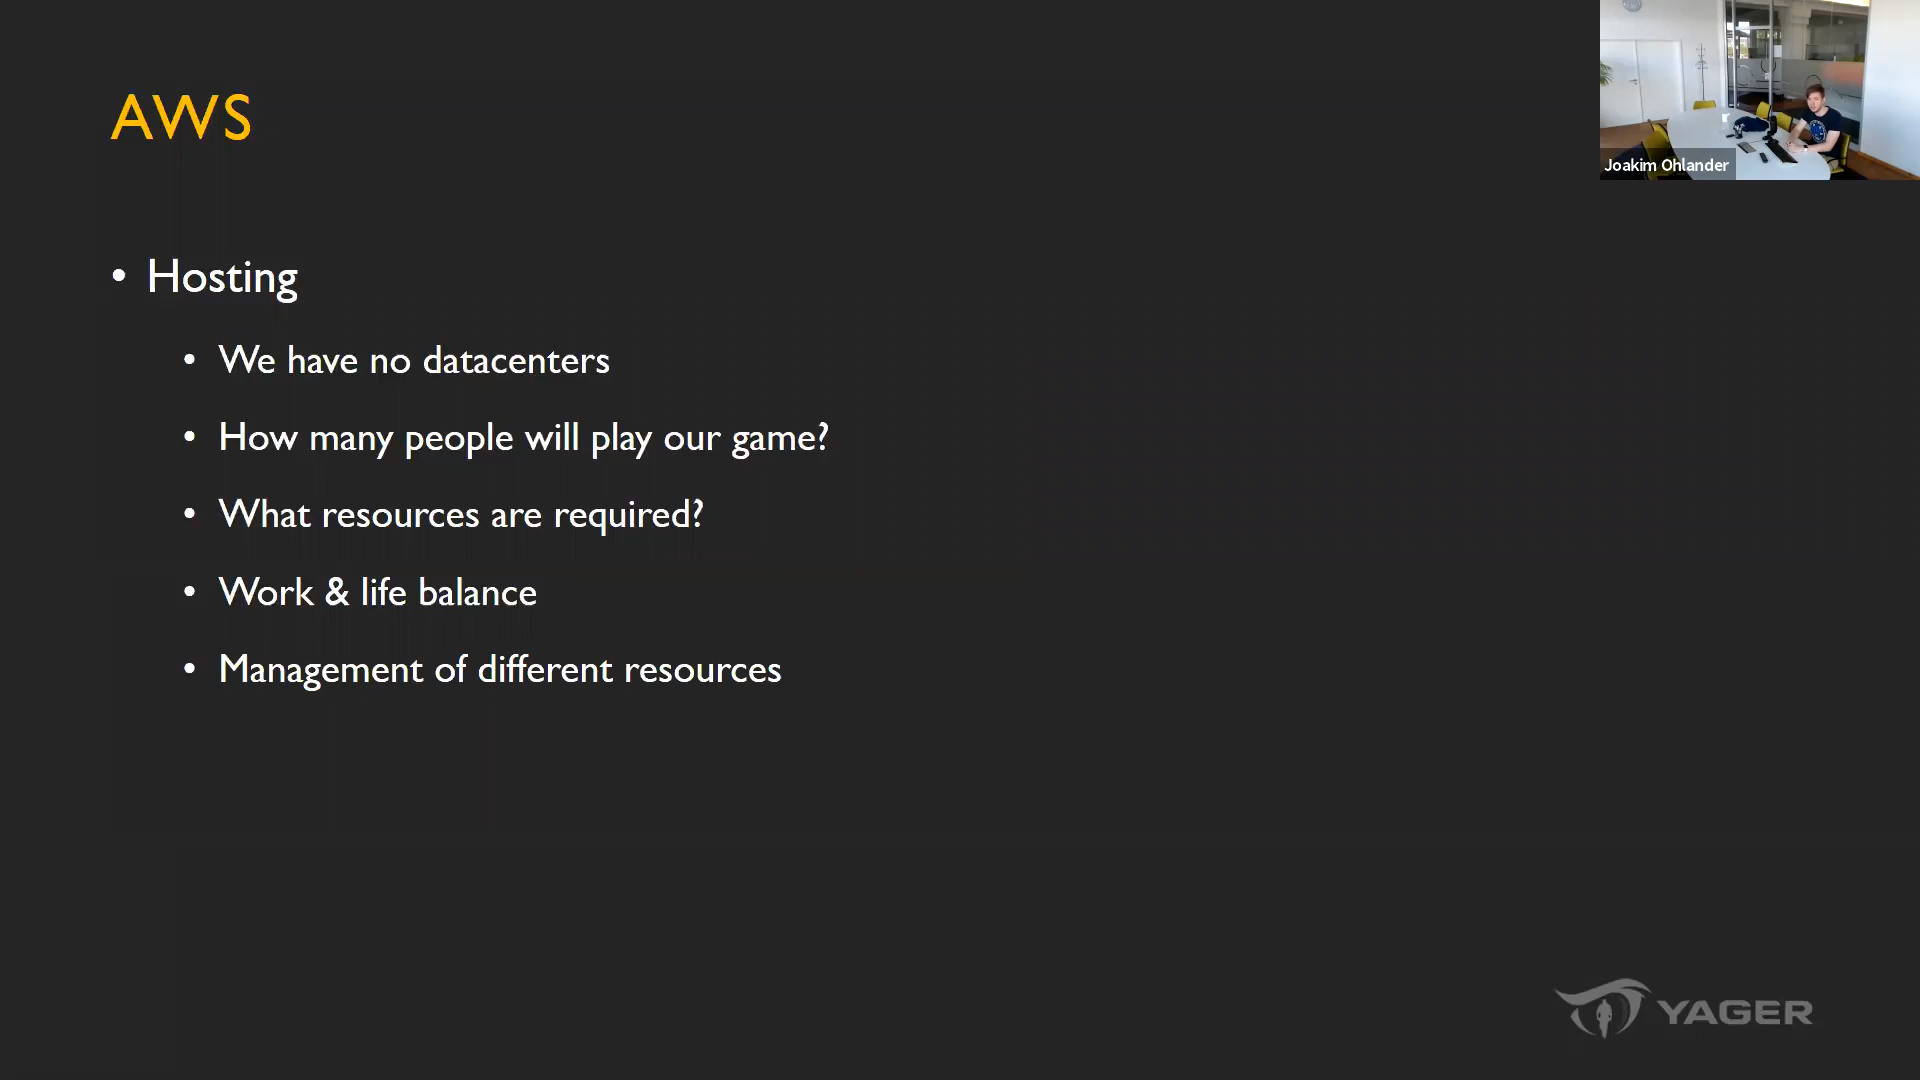 AWS
Joakim Ohlander
• Hosting
• We have no datacenters
• How many people will play our game?
• What resources are required?
• Work & life balance
• Management of different resources
YAGER